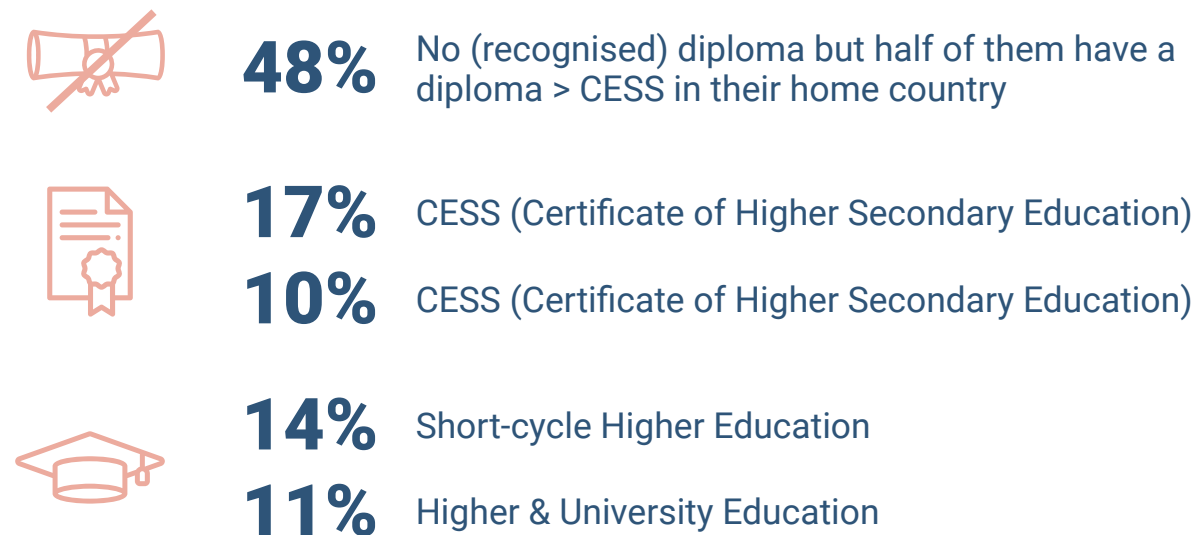 48% No (recognised) diploma but half of them have a
diploma > CESS in their home country
17% CESS (Certificate of Higher Secondary Education)
10% CESS (Certificate of Higher Secondary Education)
14% Short-cycle Higher Education
11% Higher & University Education